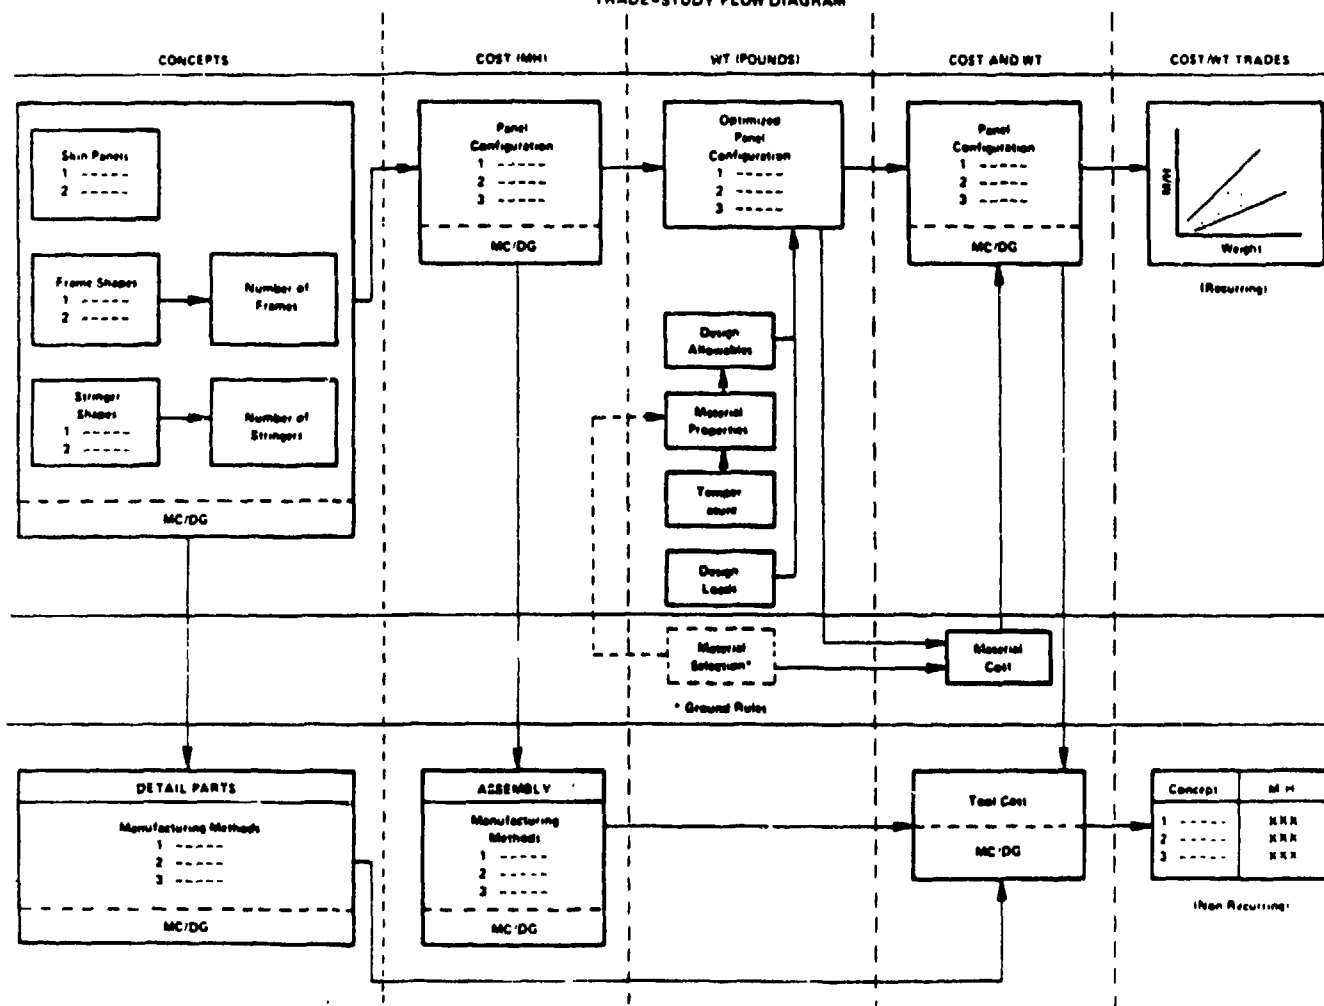 TRADE-STUDY FLOW DIAGRAM
CONCEPTS
COST (MH)
WT (POUNDS)
COST AND WT
COST/WT TRADES
Skin Panels
1 -----
2 -----
Frame Shapes
1 -----
2 -----
Number of
Frames
Stringer
Shapes
1 -----
2 -----
Number of
Stringers
MC/DG
Panel
Configuration
1 -----
2 -----
3 -----
MC/DG
Optimized
Panel
Configuration
1 -----
2 -----
3 -----
Panel
Configuration
1 -----
2 -----
3 -----
MC/DG
M/H
Weight
(Recurring)
Design
Allowables
Material
Properties
Temper
ature
Design
Loads
Material
Selection*
* Ground Rules
Material
Cost
DETAIL PARTS
Manufacturing Methods
1 -----
2 -----
3 -----
MC/DG
ASSEMBLY
Manufacturing
Methods
1 -----
2 -----
3 -----
MC/DG
Tool Cost
MC/DG
Concept M H
1 ----- XXX
2 ----- XXX
3 ----- XXX
(Non Recurring)